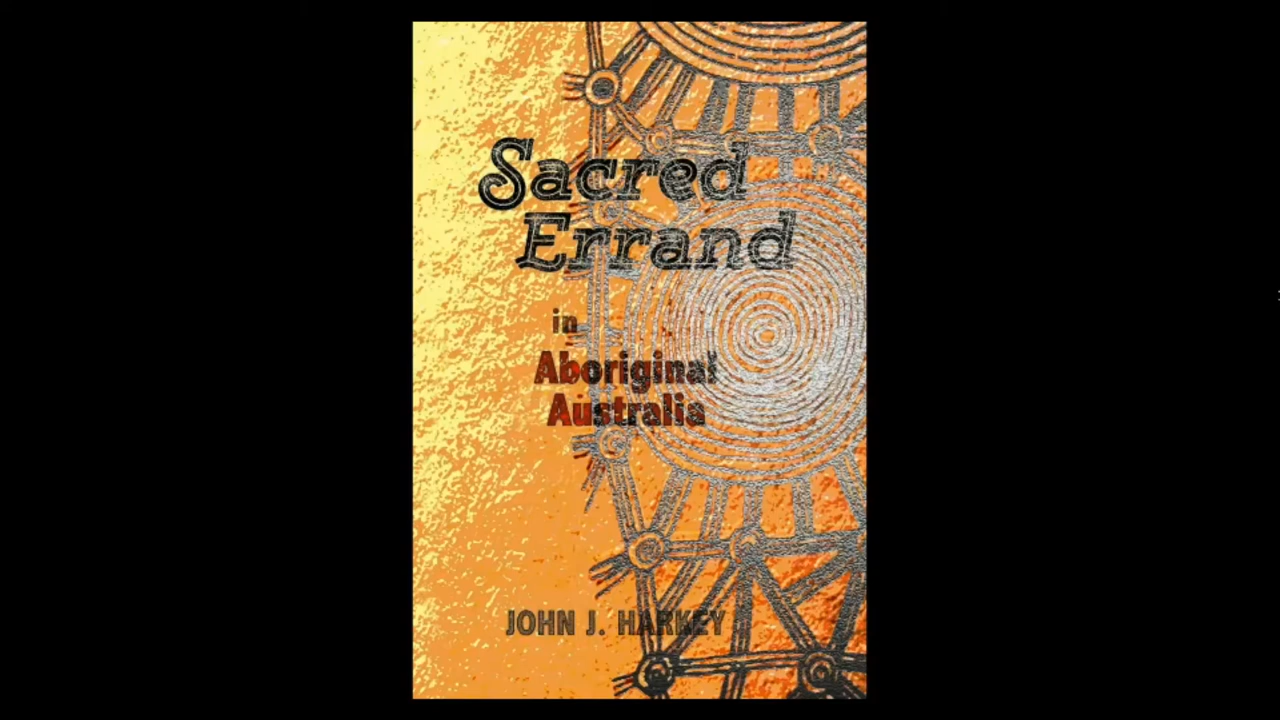 Sacred
Errand
in
Aboriginal
Australia
JOHN J. HARKEY